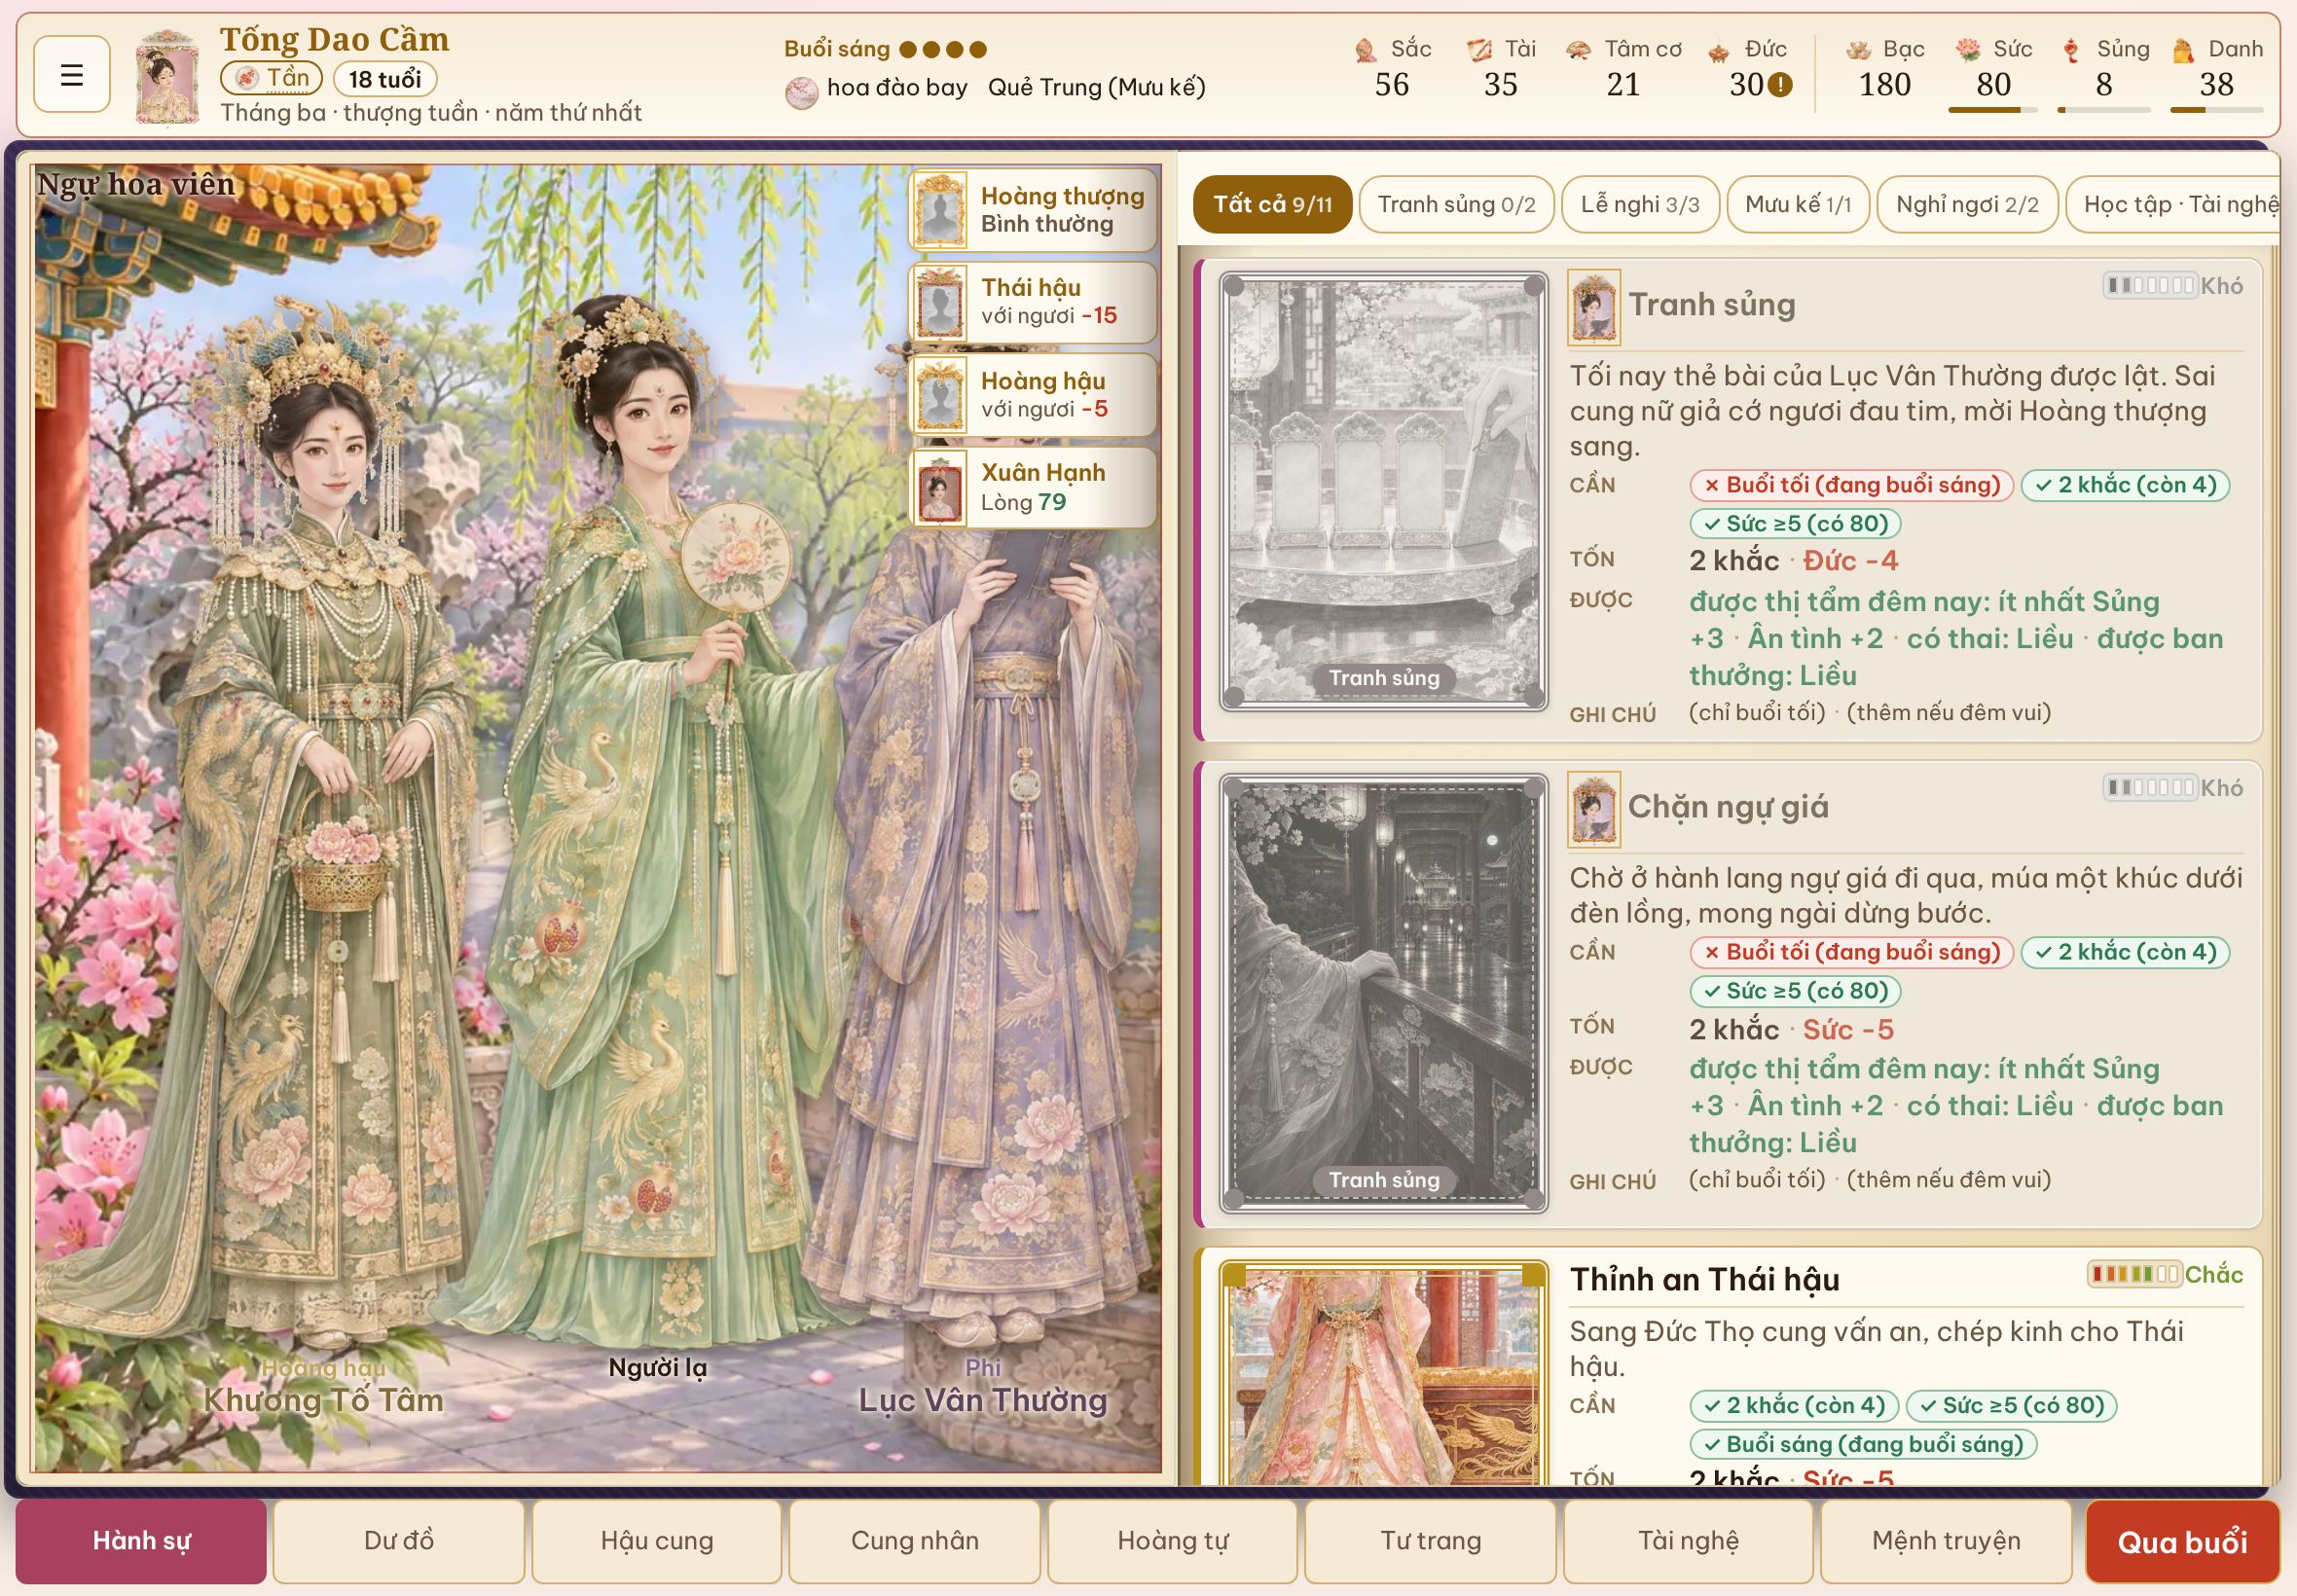 ☰
Tống Dao Cầm
Tần 18 tuổi
Tháng ba · thượng tuần · năm thứ nhất
Buổi sáng
hoa đào bay Quẻ Trung (Mưu kế)
Sắc Tài Tâm cơ Đức Bạc Sức Sủng Danh
56 35 21 30! 180 80 8 38
Ngự hoa viên
Hoàng thượng
Bình thường
Thái hậu
với ngươi -15
Hoàng hậu
với ngươi -5
Xuân Hạnh
Lòng 79
Hoàng hậu
Khương Tố Tâm
Người lạ
Phi
Lục Vân Thường
Tất cả 9/11 Tranh sủng 0/2 Lễ nghi 3/3 Mưu kế 1/1 Nghỉ ngơi 2/2 Học tập · Tài nghệ
Tranh sủng
Tranh sủng
Khó
Tối nay thẻ bài của Lục Vân Thường được lật. Sai
cung nữ giả cớ ngươi đau tim, mời Hoàng thượng
sang.
CẦN × Buổi tối (đang buổi sáng) ✓ 2 khắc (còn 4)
✓ Sức ≥5 (có 80)
TỐN 2 khắc · Đức -4
ĐƯỢC được thị tẩm đêm nay: ít nhất Sủng
+3 · Ân tình +2 · có thai: Liều · được ban
thưởng: Liều
GHI CHÚ (chỉ buổi tối) · (thêm nếu đêm vui)
Tranh sủng
Chặn ngự giá
Khó
Chờ ở hành lang ngự giá đi qua, múa một khúc dưới
đèn lồng, mong ngài dừng bước.
CẦN × Buổi tối (đang buổi sáng) ✓ 2 khắc (còn 4)
✓ Sức ≥5 (có 80)
TỐN 2 khắc · Sức -5
ĐƯỢC được thị tẩm đêm nay: ít nhất Sủng
+3 · Ân tình +2 · có thai: Liều · được ban
thưởng: Liều
GHI CHÚ (chỉ buổi tối) · (thêm nếu đêm vui)
Thỉnh an Thái hậu
Chắc
Sang Đức Thọ cung vấn an, chép kinh cho Thái
hậu.
CẦN ✓ 2 khắc (còn 4) ✓ Sức ≥5 (có 80)
✓ Buổi sáng (đang buổi sáng)
TỐN 2 khắc · Sức -5
Hành sự Dư đồ Hậu cung Cung nhân Hoàng tự Tư trang Tài nghệ Mệnh truyện Qua buổi